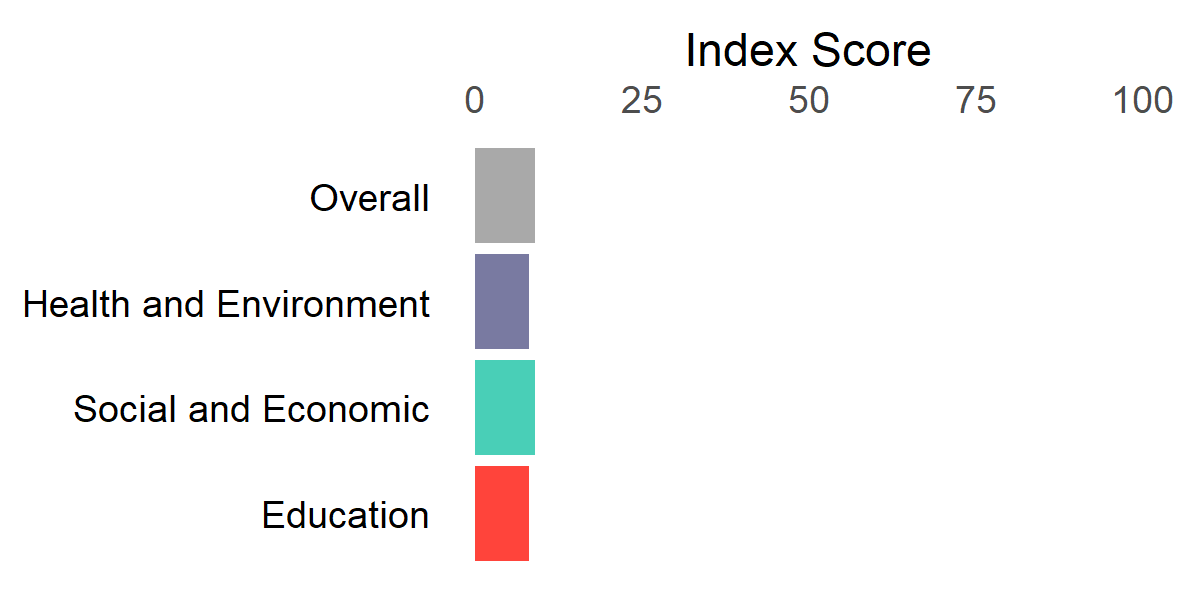 Index Score
0 25 50 75 100
Overall
Health and Environment
Social and Economic
Education